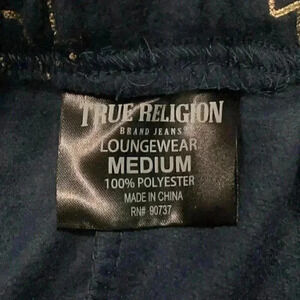 TRUE RELIGION
BRAND JEANS
LOUNGEWEAR
MEDIUM
100% POLYESTER
MADE IN CHINA
RN# 90737